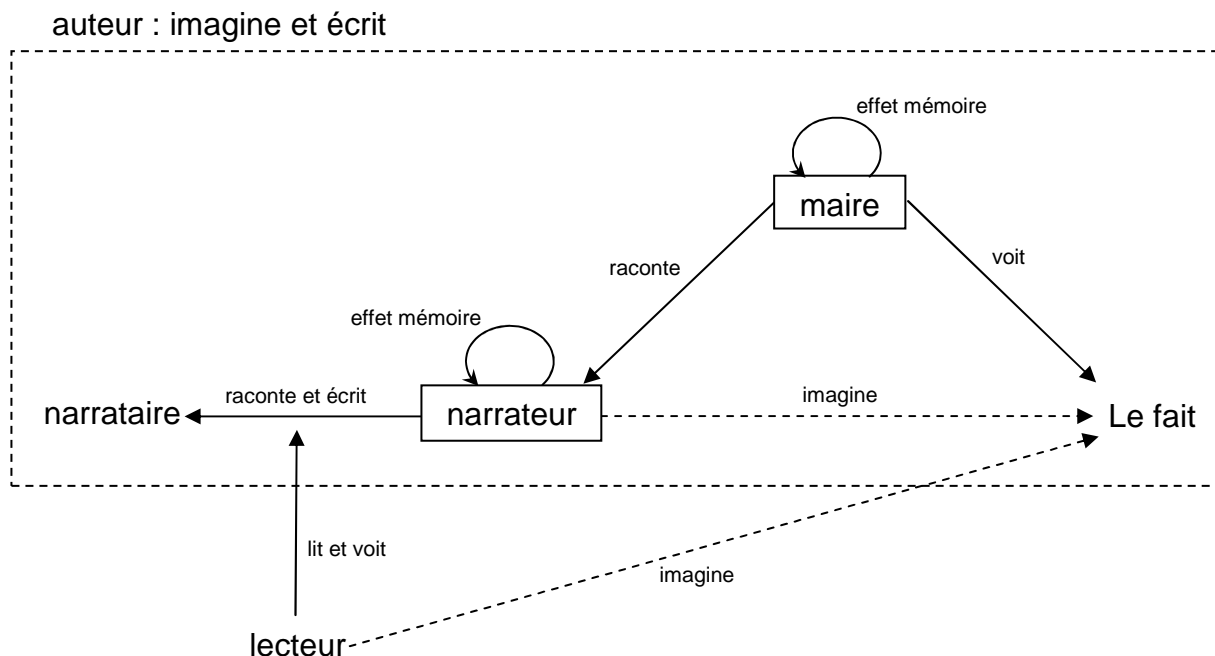 auteur : imagine et écrit
effet mémoire
maire
raconte
voit
effet mémoire
raconte et écrit
imagine
narrataire
narrateur
Le fait
lit et voit
imagine
lecteur